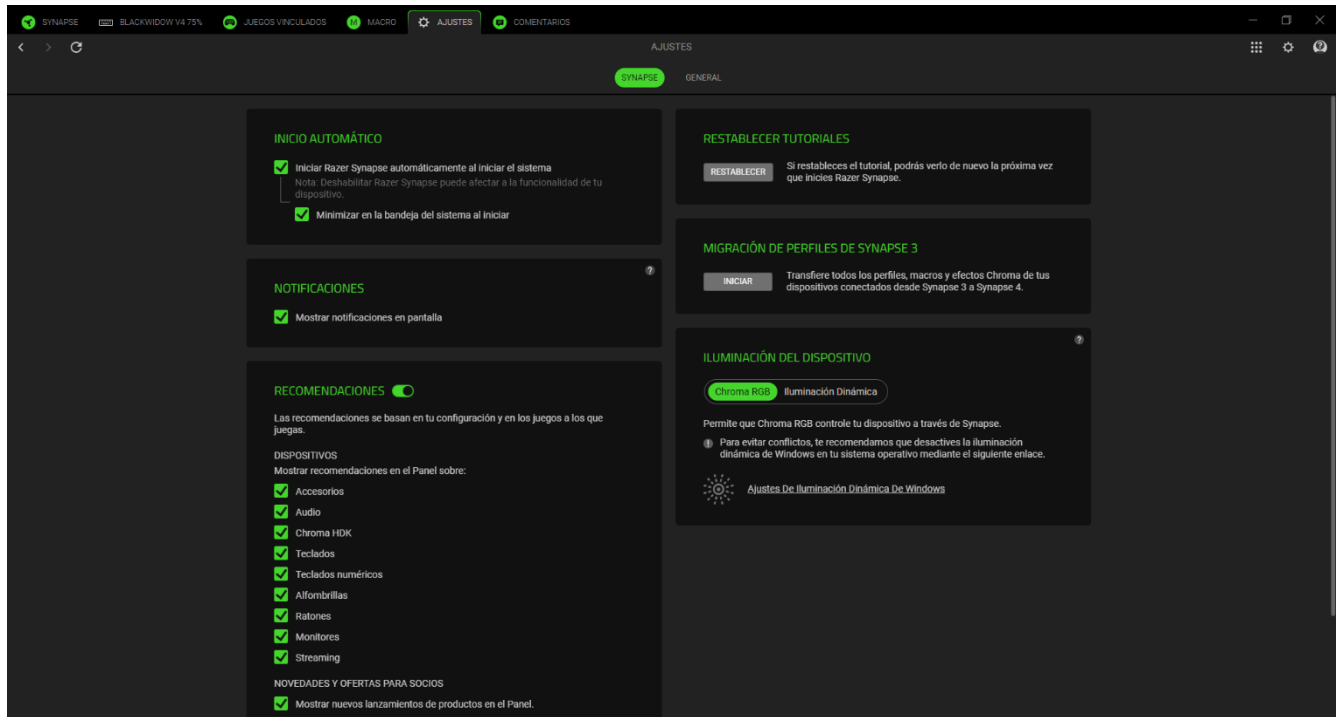 SYNAPSE
BLACKWIDOW V4 75%
JUEGOS VINCULADOS
M MACRO
AJUSTES
COMENTARIOS
AJUSTES
SYNAPSE
GENERAL
INICIO AUTOMÁTICO
Iniciar Razer Synapse automáticamente al iniciar el sistema
Nota: Deshabilitar Razer Synapse puede afectar a la funcionalidad de tu
dispositivo.
Minimizar en la bandeja del sistema al iniciar
NOTIFICACIONES
?
Mostrar notificaciones en pantalla
RECOMENDACIONES
Las recomendaciones se basan en tu configuración y en los juegos a los que
juegas.
DISPOSITIVOS
Mostrar recomendaciones en el Panel sobre:
Accesorios
Audio
Chroma HDK
Teclados
Teclados numéricos
Alfombrillas
Ratones
Monitores
Streaming
NOVEDADES Y OFERTAS PARA SOCIOS
Mostrar nuevos lanzamientos de productos en el Panel.
RESTABLECER TUTORIALES
RESTABLECER
Si restableces el tutorial, podrás verlo de nuevo la próxima vez
que inicies Razer Synapse.
MIGRACIÓN DE PERFILES DE SYNAPSE 3
INICIAR
Transfiere todos los perfiles, macros y efectos Chroma de tus
dispositivos conectados desde Synapse 3 a Synapse 4.
?
ILUMINACIÓN DEL DISPOSITIVO
Chroma RGB
Iluminación Dinámica
Permite que Chroma RGB controle tu dispositivo a través de Synapse.
Para evitar conflictos, te recomendamos que desactives la iluminación
dinámica de Windows en tu sistema operativo mediante el siguiente enlace.
Ajustes De Iluminación Dinámica De Windows